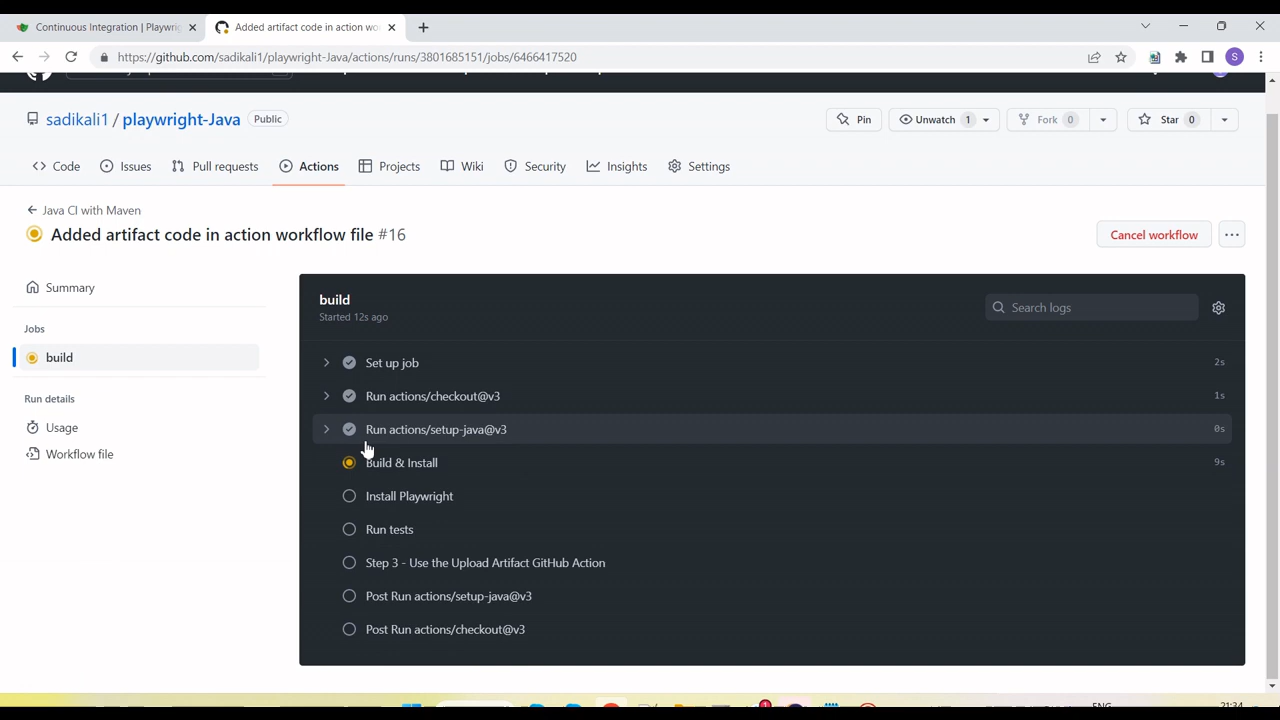 Continuous Integration | Playwrig
Added artifact code in action wo
https://github.com/sadikali1/playwright-Java/actions/runs/3801685151/jobs/6466417520
S
sadikali1 / playwright-Java Public
Pin
Unwatch 1
Fork 0
Star 0
Code
Issues
Pull requests
Actions
Projects
Wiki
Security
Insights
Settings
Java CI with Maven
Added artifact code in action workflow file #16
Cancel workflow
Summary
Jobs
build
Run details
Usage
Workflow file
build
Started 12s ago
Search logs
Set up job 2s
Run actions/checkout@v3 1s
Run actions/setup-java@v3 0s
Build & Install 9s
Install Playwright
Run tests
Step 3 - Use the Upload Artifact GitHub Action
Post Run actions/setup-java@v3
Post Run actions/checkout@v3
1
ENG
21:34